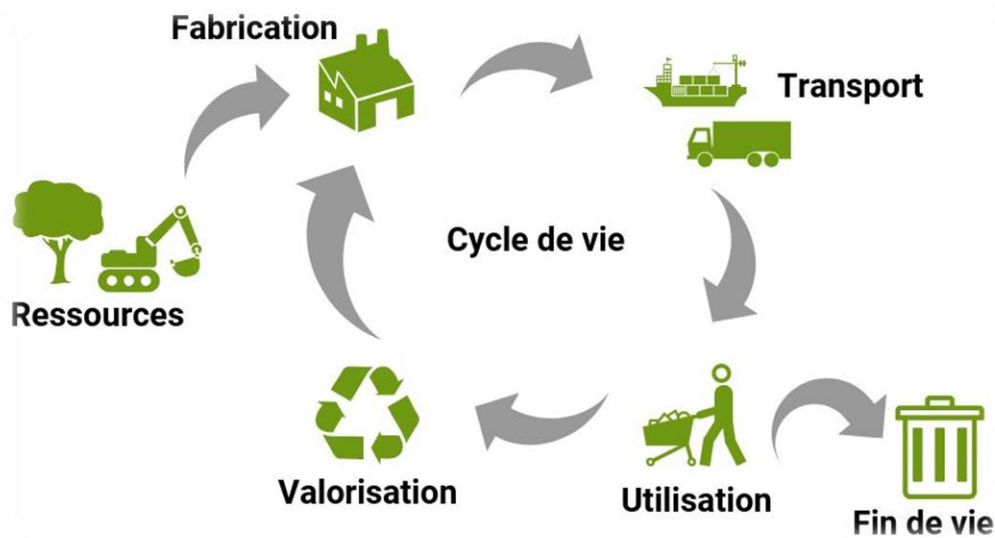 Fabrication
Transport
Cycle de vie
Ressources
Valorisation
Utilisation
Fin de vie